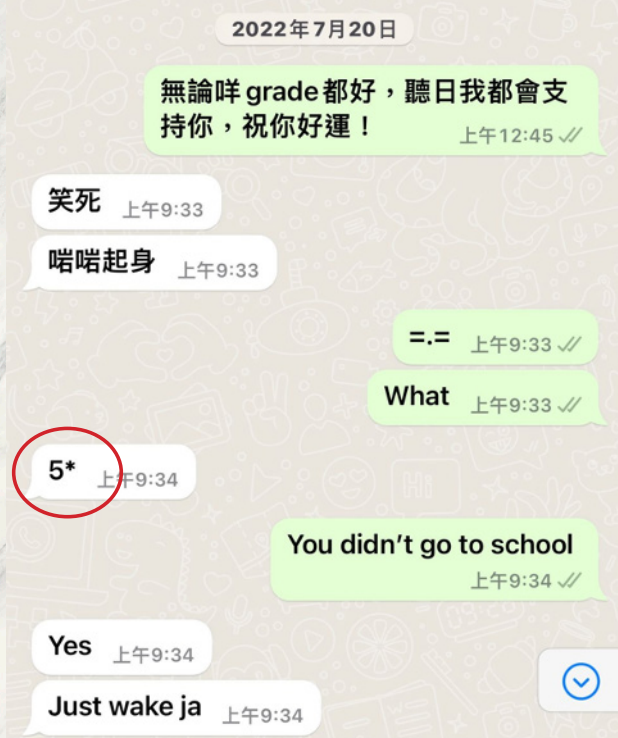 2022年7月20日
無論咩grade都好，聽日我都會支
持你，祝你好運！ 上午12:45
笑死 上午9:33
啱啱起身 上午9:33
=.= 上午9:33
What 上午9:33
5* 上午9:34
You didn’t go to school
上午9:34
Yes 上午9:34
Just wake ja 上午9:34